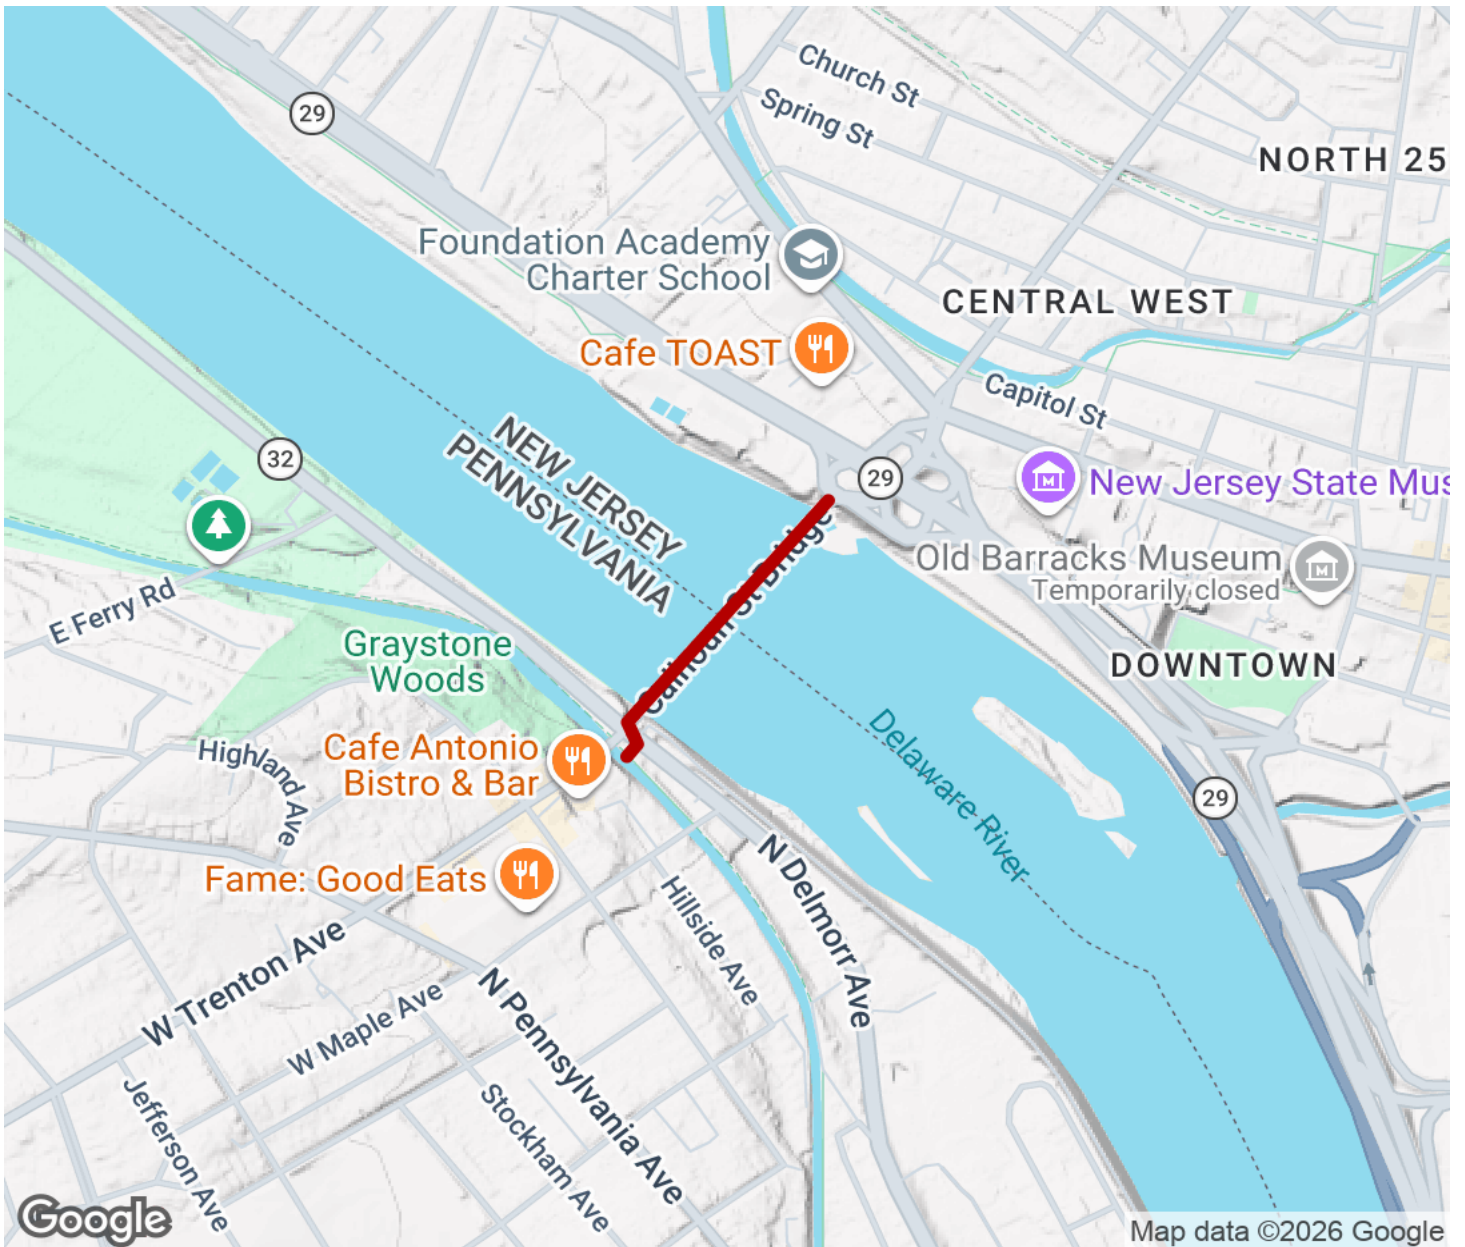 Church St
Spring St
29
NORTH 25
Foundation Academy
Charter School
CENTRAL WEST
Cafe TOAST
Capitol St
NEW JERSEY
PENNSYLVANIA
32
29
New Jersey State Mus
Old Barracks Museum
Temporarily closed
E Ferry Rd
Calhoun St Bridge
Graystone
Woods
DOWNTOWN
Delaware River
Highland Ave
Cafe Antonio
Bistro & Bar
29
Fame: Good Eats
N Delmorr Ave
Hillside Ave
W Trenton Ave
W Maple Ave
N Pennsylvania Ave
Jefferson Ave
Stockham Ave
Google
Map data ©2026 Google